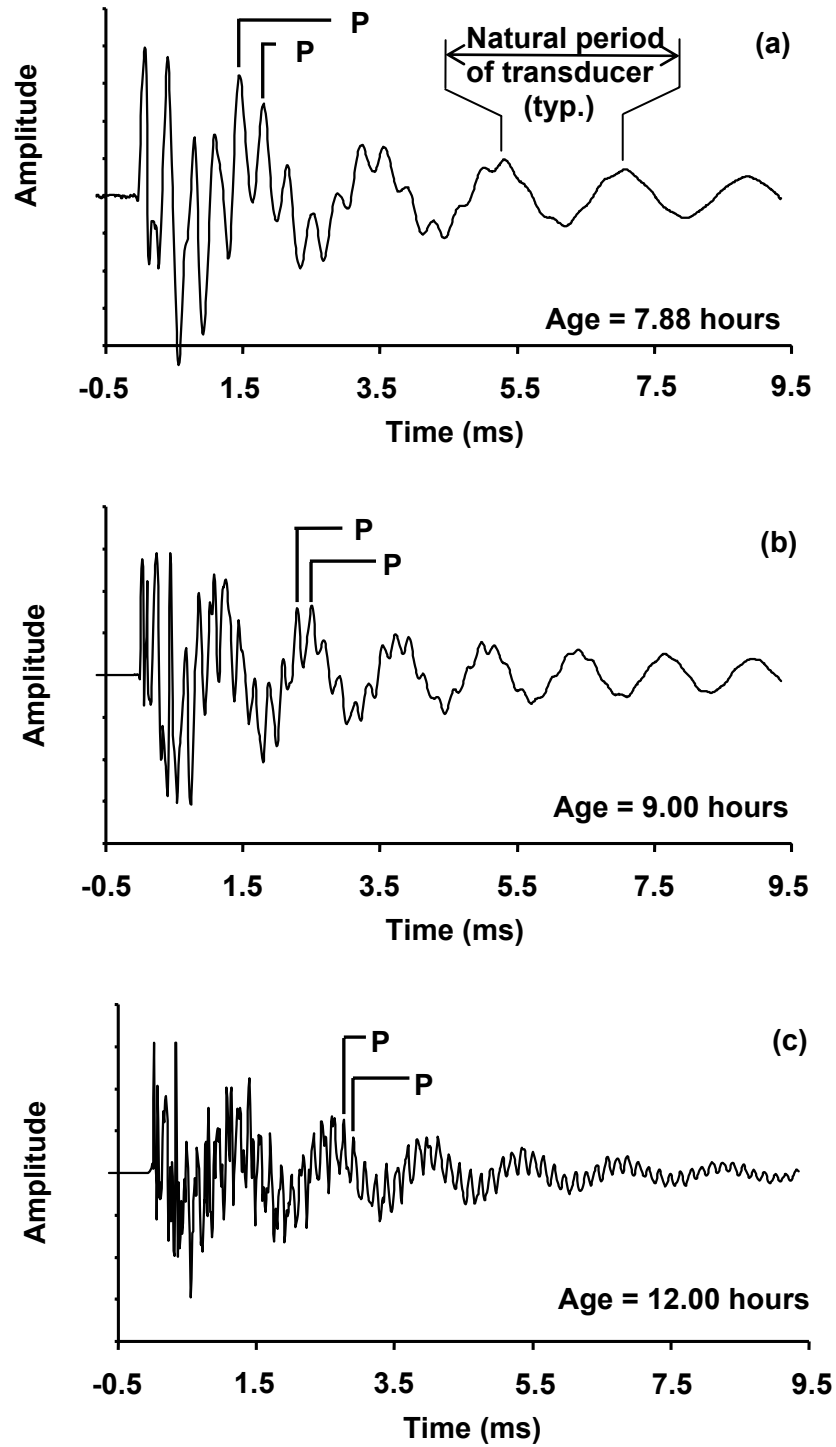 P
P
Natural period
of transducer
(typ.)
(a)
Amplitude
Age = 7.88 hours
-0.5 1.5 3.5 5.5 7.5 9.5
Time (ms)
P
P
(b)
Amplitude
Age = 9.00 hours
-0.5 1.5 3.5 5.5 7.5 9.5
Time (ms)
P
P
(c)
Amplitude
Age = 12.00 hours
-0.5 1.5 3.5 5.5 7.5 9.5
Time (ms)